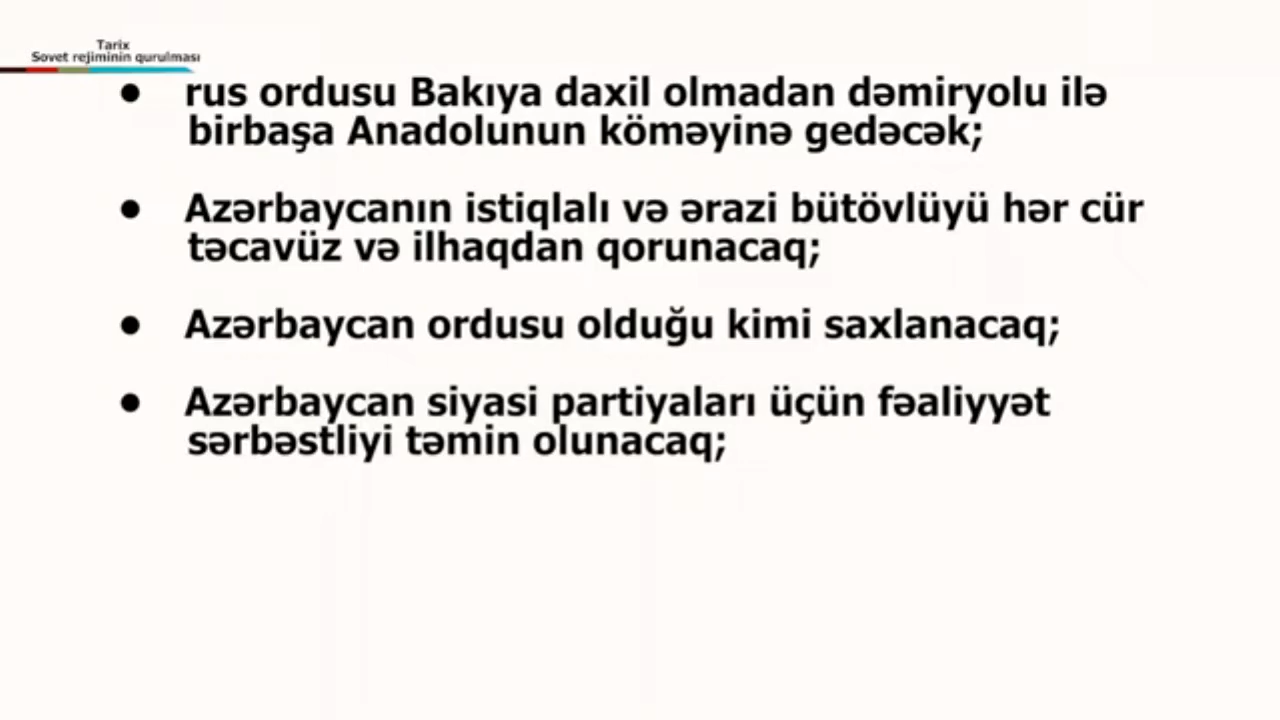 Tarix
Sovet rejiminin qurulması
• rus ordusu Bakıya daxil olmadan dəmiryolu ilə
birbaşa Anadolunun köməyinə gedəcək;
• Azərbaycanın istiqlalı və ərazi bütövlüyü hər cür
təcavüz və ilhaqdan qorunacaq;
• Azərbaycan ordusu olduğu kimi saxlanacaq;
• Azərbaycan siyasi partiyaları üçün fəaliyyət
sərbəstliyi təmin olunacaq;